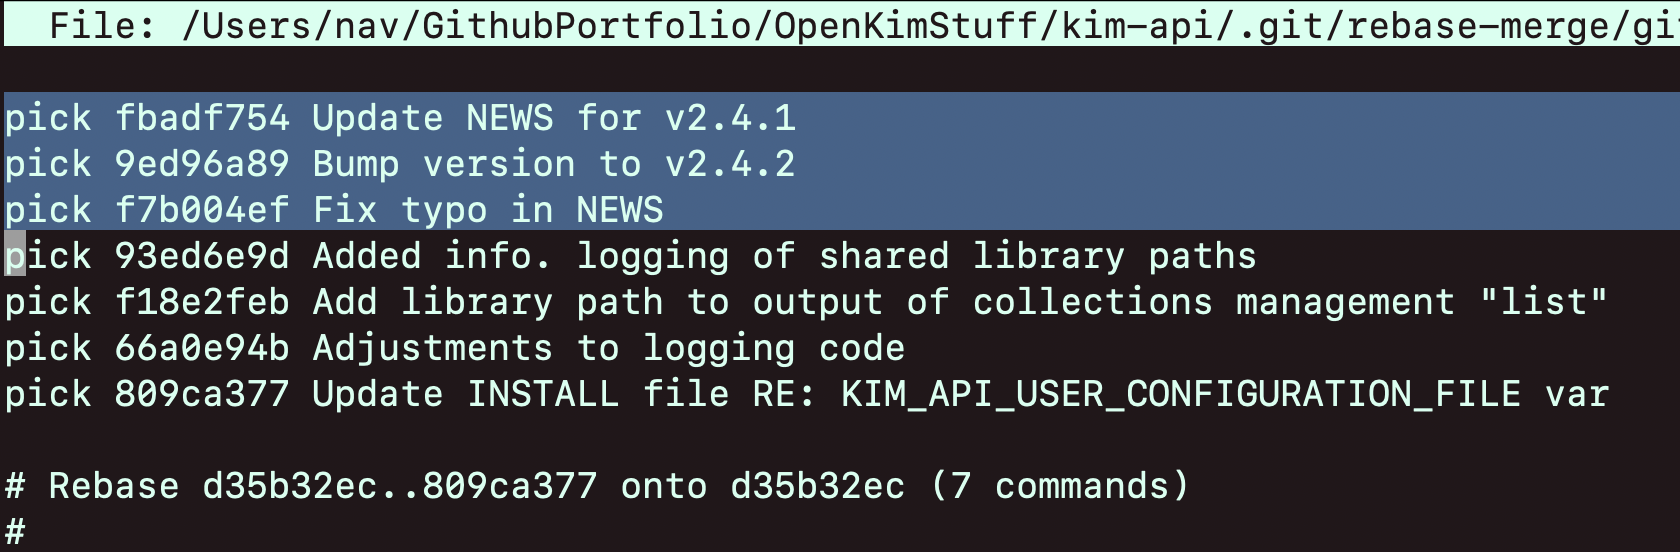 File: /Users/nav/GithubPortfolio/OpenKimStuff/kim-api/.git/rebase-merge/gi
pick fbadf754 Update NEWS for v2.4.1
pick 9ed96a89 Bump version to v2.4.2
pick f7b004ef Fix typo in NEWS
pick 93ed6e9d Added info. logging of shared library paths
pick f18e2feb Add library path to output of collections management "list"
pick 66a0e94b Adjustments to logging code
pick 809ca377 Update INSTALL file RE: KIM_API_USER_CONFIGURATION_FILE var
# Rebase d35b32ec..809ca377 onto d35b32ec (7 commands)
#